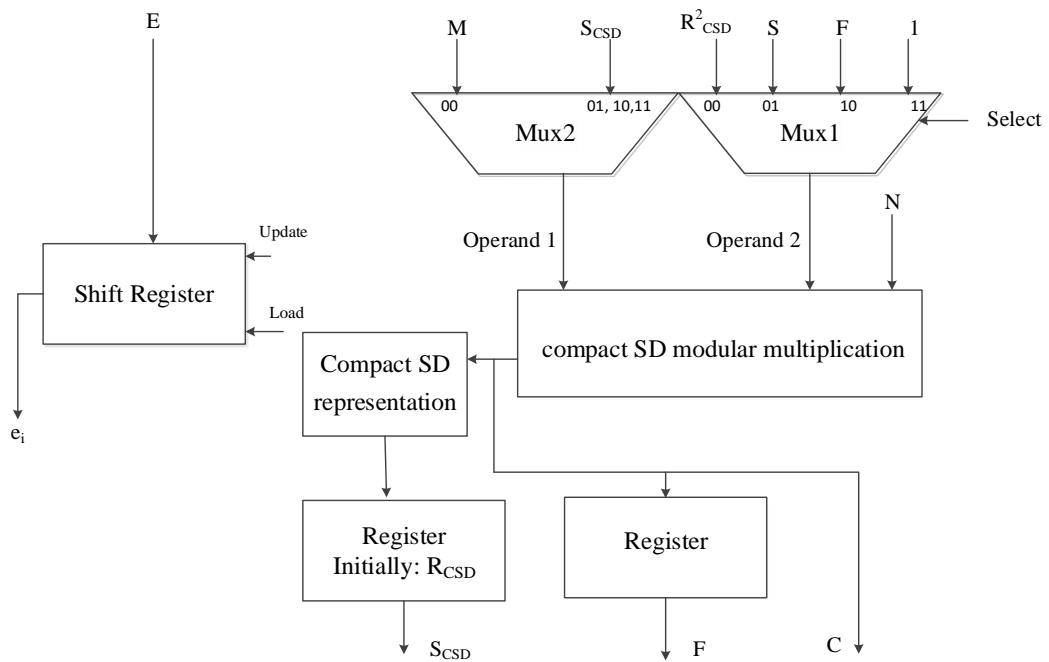 E
M
S_CSD
R²_CSD
S
F
1
00
01, 10,11
00
01
10
11
Mux2
Mux1
Select
N
Operand 1
Operand 2
Update
Shift Register
Load
compact SD modular multiplication
Compact SD
representation
e_i
Register
Initially: R_CSD
Register
S_CSD
F
C